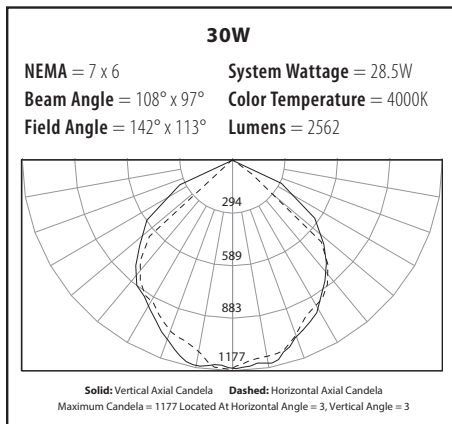 30W
NEMA = 7 x 6 System Wattage = 28.5W
Beam Angle = 108° x 97° Color Temperature = 4000K
Field Angle = 142° x 113° Lumens = 2562
294
589
883
1177
Solid: Vertical Axial Candela Dashed: Horizontal Axial Candela
Maximum Candela = 1177 Located At Horizontal Angle = 3, Vertical Angle = 3